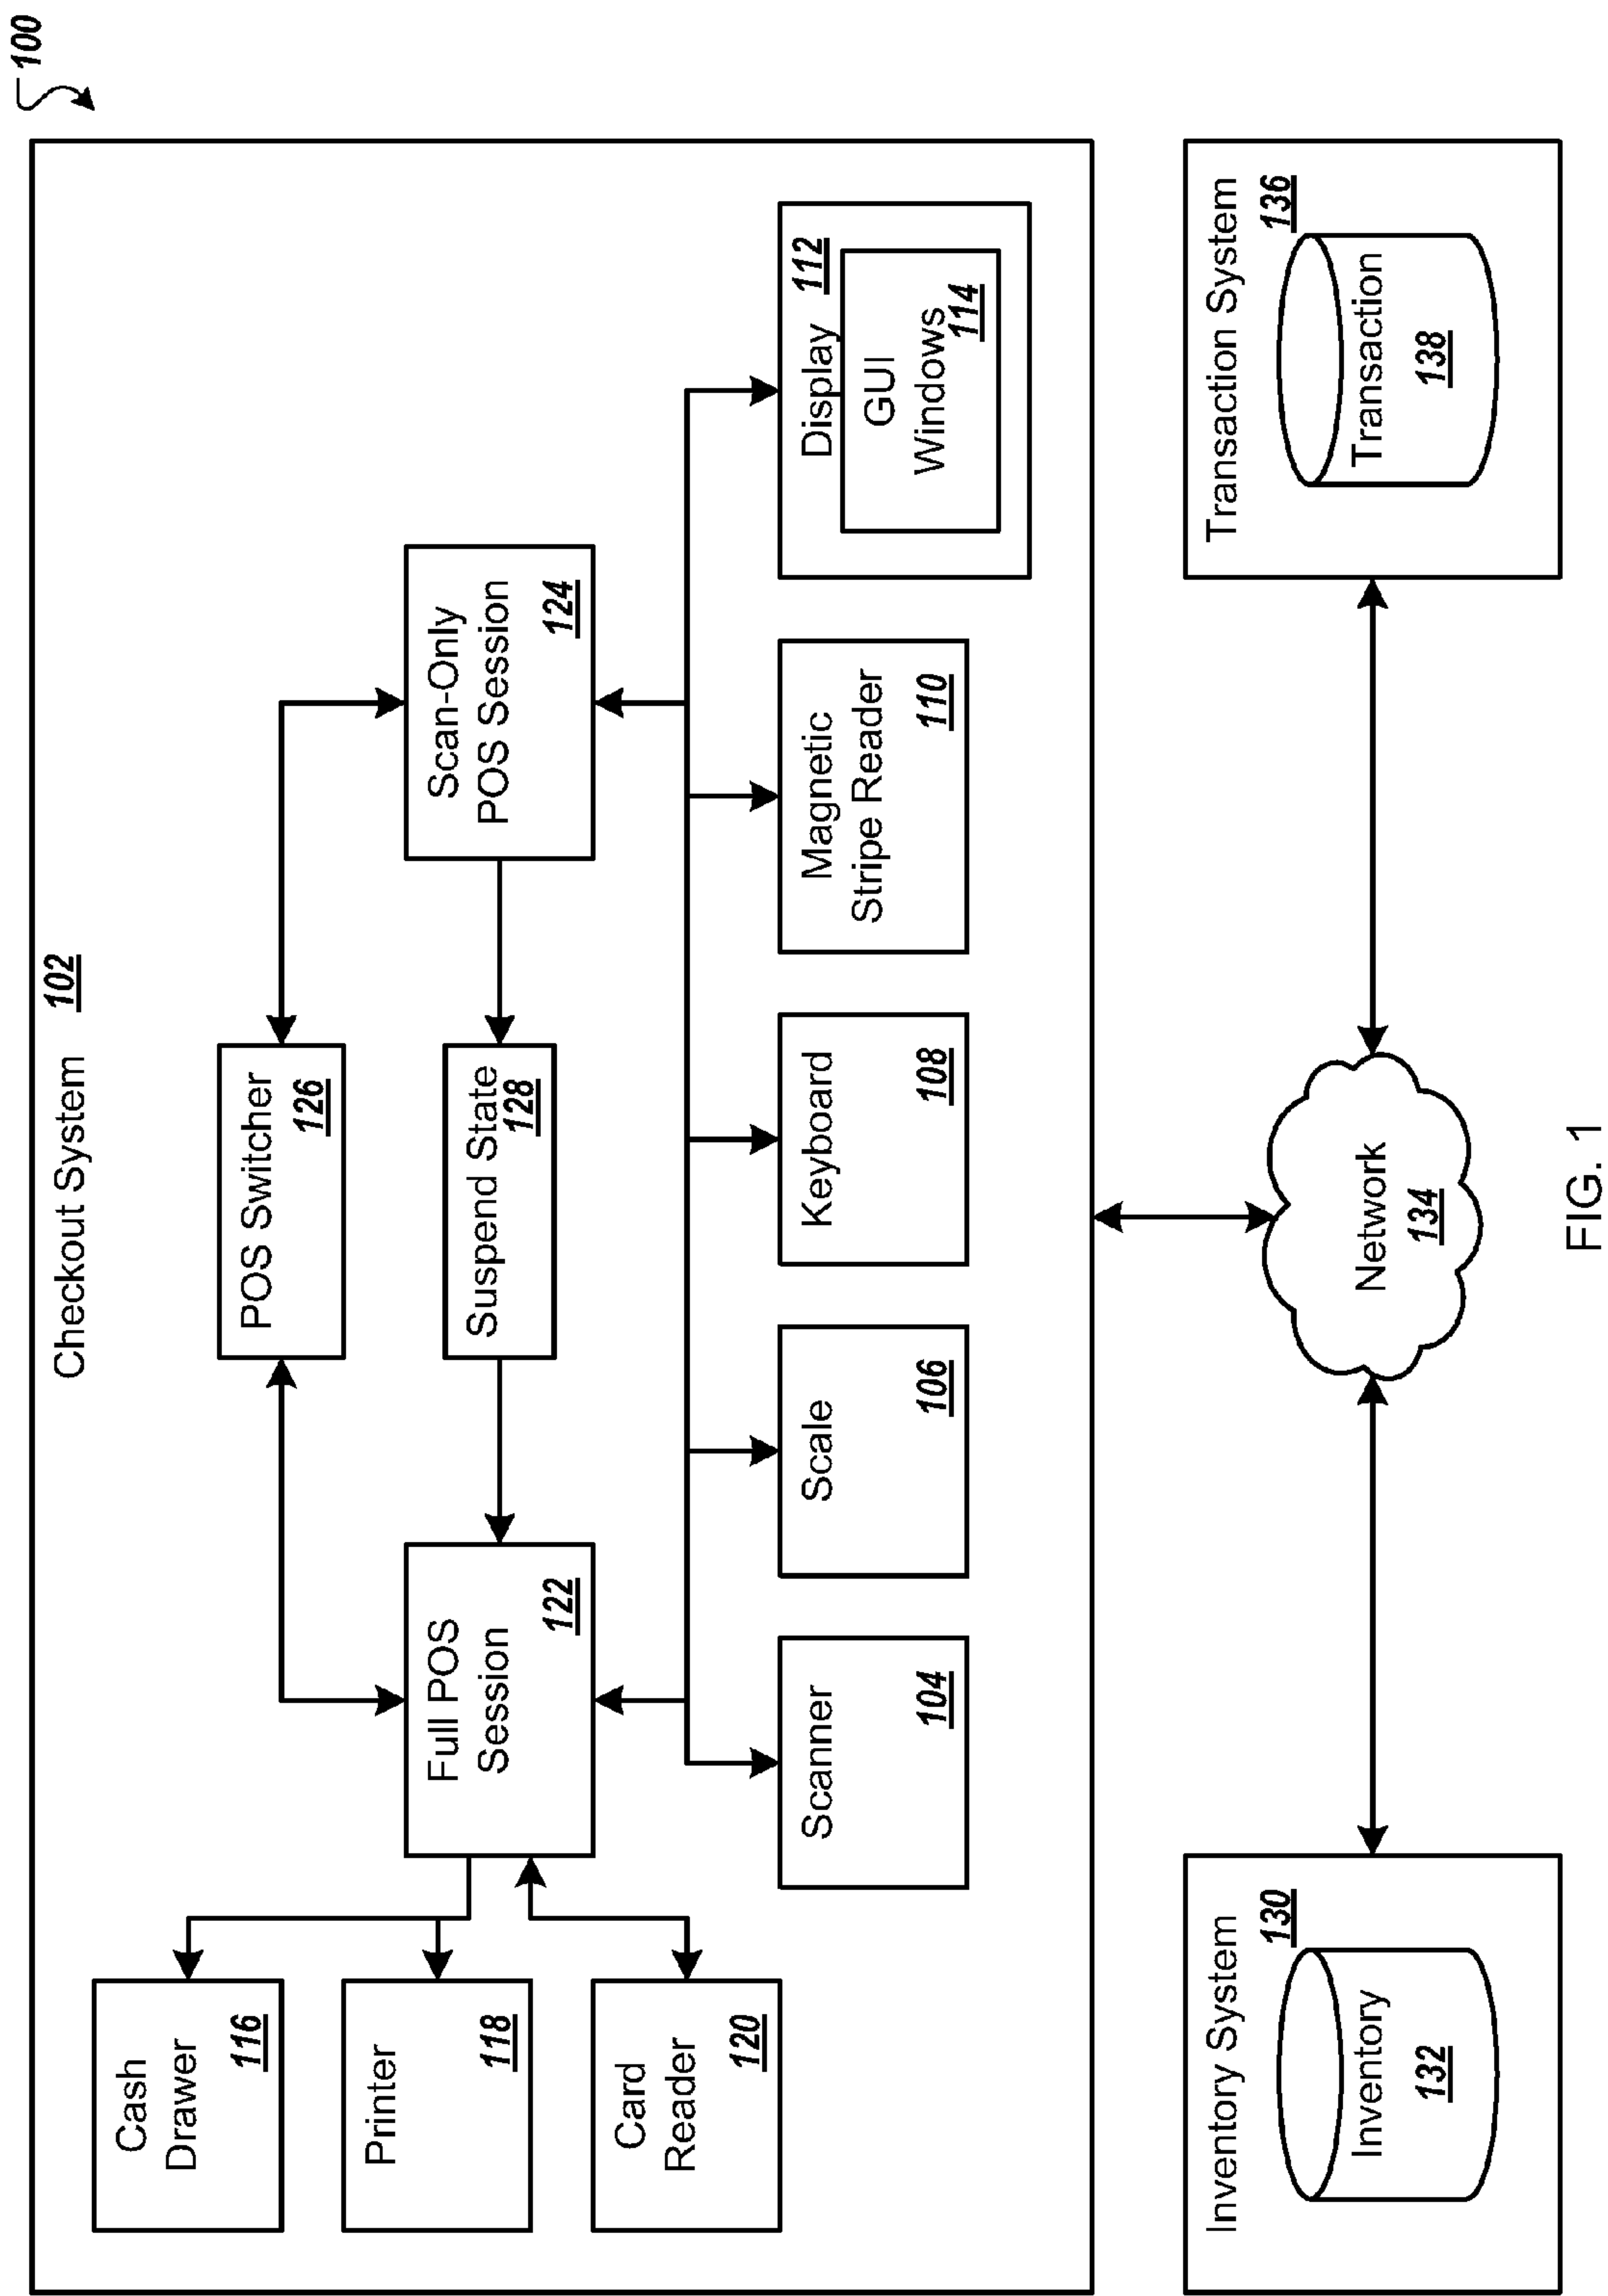 100
Checkout System 102
POS Switcher
126
Cash
Drawer
116
Printer
118
Card
Reader
120
Full POS
Session
122
Suspend State
128
Scan-Only
POS Session
124
Scanner
104
Scale
106
Keyboard
108
Magnetic
Stripe Reader
110
Display 112
GUI
Windows
114
Inventory System
130
Inventory
132
Network
134
Transaction System
136
Transaction
138
FIG. 1